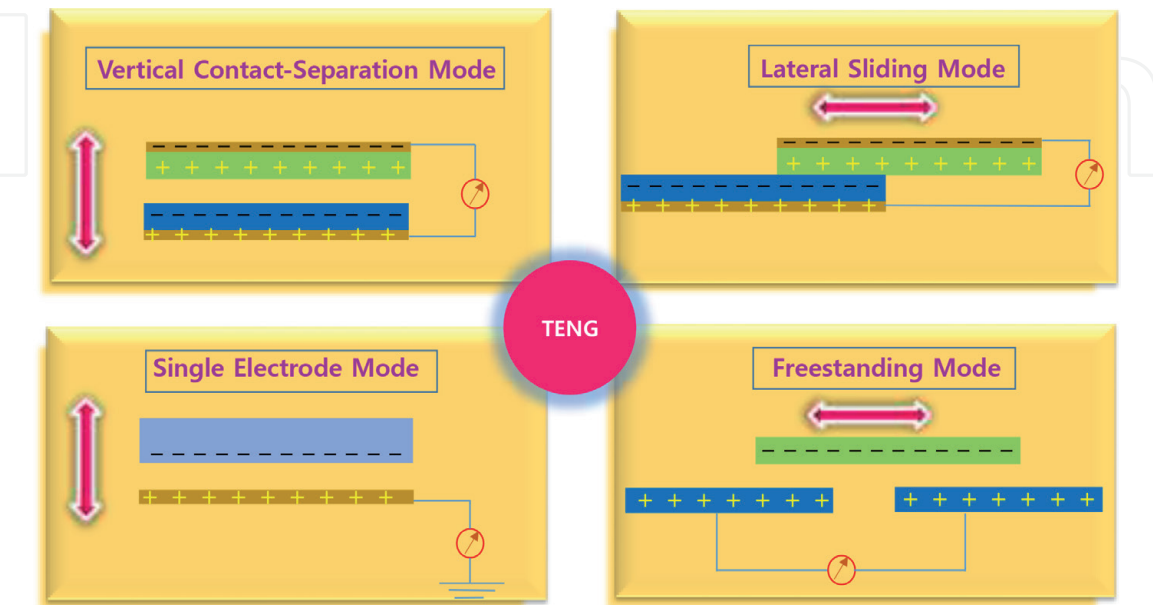 Vertical Contact-Separation Mode
Lateral Sliding Mode
TENG
Single Electrode Mode
Freestanding Mode